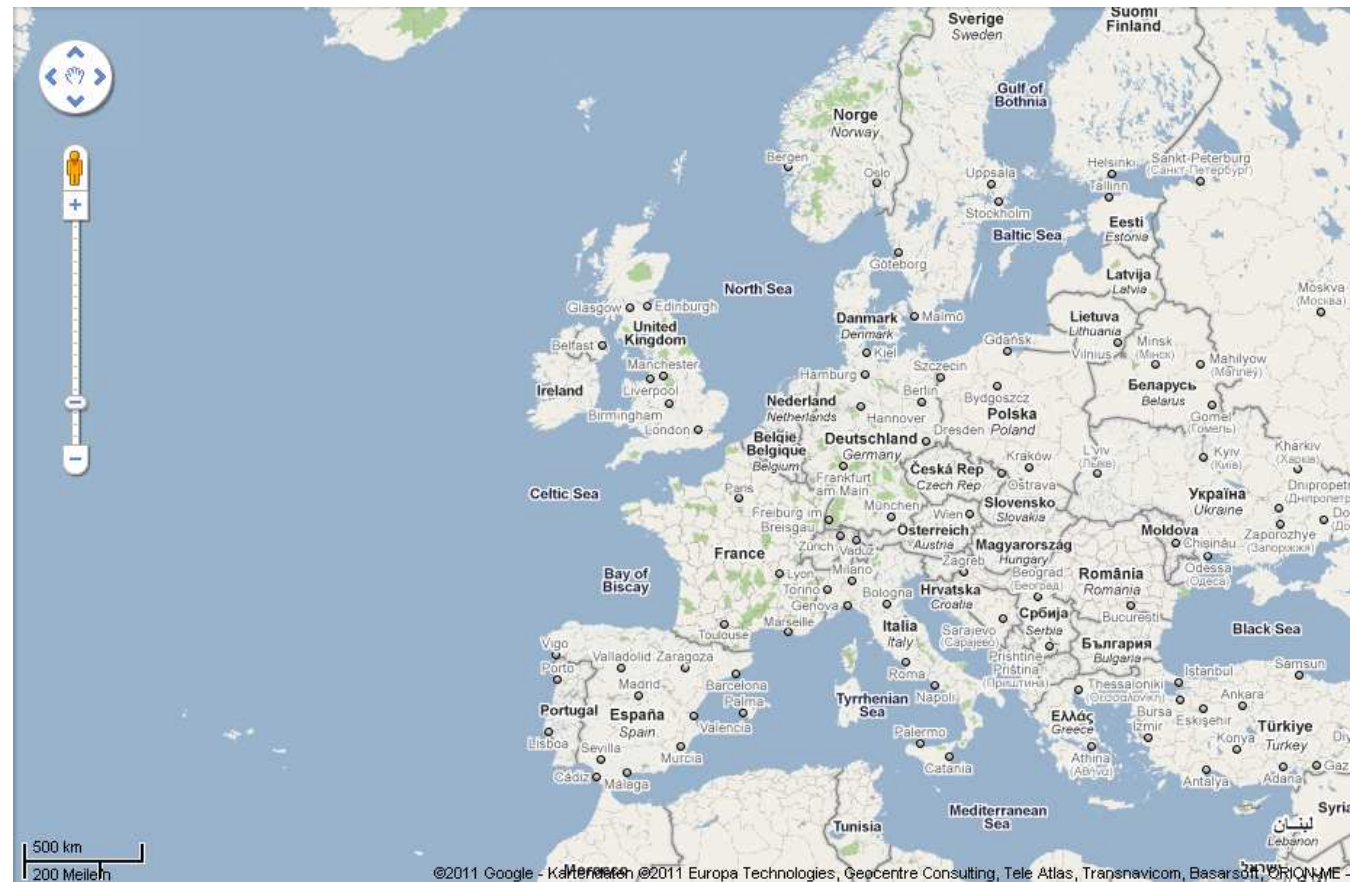 Sverige
Sweden
Suomi
Finland
Gulf of
Bothnia
Norge
Norway
Bergen
Oslo
Uppsala
Stockholm
Helsinki
Sankt-Peterburg
(Санкт-Петербург)
Tallinn
Eesti
Estonia
Baltic Sea
Göteborg
Latvija
Latvia
North Sea
Moskva
(Москва)
Glasgow
Edinburgh
United
Kingdom
Danmark
Denmark
Malmö
Lietuva
Lithuania
Belfast
Kiel
Gdańsk
Vilnius
Minsk
(Мінск)
Mahilyow
Manchester
Liverpool
Hamburg
Szczecin
Беларусь
Belarus
Ireland
Birmingham
Nederland
Netherlands
Hannover
Berlin
Bydgoszcz
Polska
Poland
Gomel
(Гомель)
London
België
Belgique
Belgium
Deutschland
Germany
Dresden
Kraków
L'viv
(Львів)
Kyiv
(Київ)
Kharkiv
(Харків)
Frankfurt
am Main
Česká Rep
Czech Rep
Ostrava
Celtic Sea
Paris
Slovensko
Slovakia
Україна
Ukraine
Dnipropetr
(Дніпропетр
Freiburg im
Breisgau
München
Wien
Österreich
Austria
Magyarország
Hungary
Moldova
Chișinău
Zaporozhye
(Запоріжжя)
France
Zürich
Vaduz
Zagreb
Odessa
(Одеса)
Bay of
Biscay
Lyon
Milano
Torino
Genova
Bologna
Hrvatska
Croatia
Beograd
(Београд)
România
Romania
București
Toulouse
Marseille
Italia
Italy
Sarajevo
(Сарајево)
Србија
Serbia
Black Sea
Vigo
Porto
Valladolid
Zaragoza
Roma
Prishtinë
Priština
(Приштина)
България
Bulgaria
Istanbul
Samsun
Madrid
Barcelona
Palma
Tyrrhenian
Sea
Napoli
Thessaloniki
(Θεσσαλονίκη)
Bursa
Eskişehir
Ankara
Portugal
España
Spain
Valencia
Ελλάς
Greece
İzmir
Türkiye
Turkey
Konya
Lisboa
Sevilla
Murcia
Palermo
Catania
Athina
(Αθήνα)
Cádiz
Málaga
Antalya
Adana
Gaz
Mediterranean
Sea
Tunisia
Syria
لبنان
Lebanon
500 km
200 Meilen
Morocco
©2011 Google - Kartendaten ©2011 Europa Technologies, Geocentre Consulting, Tele Atlas, Transnavicom, Basarsoft, ORION-ME -